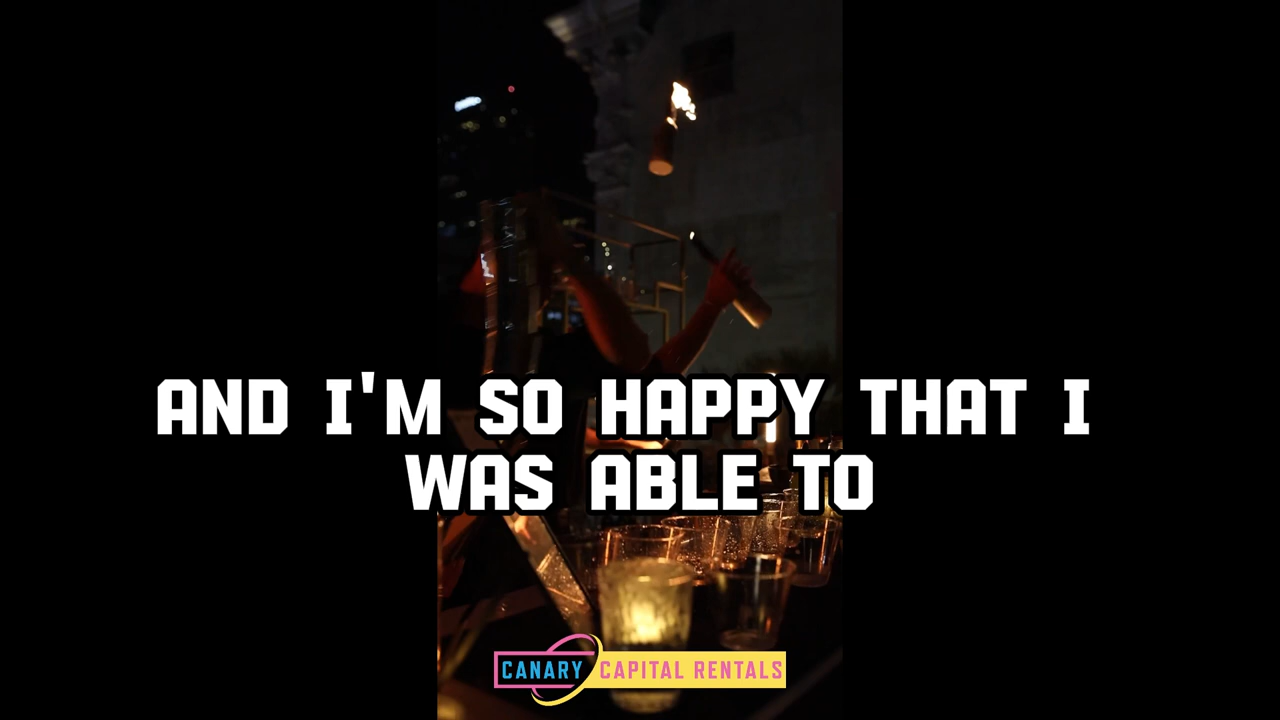 AND I'M SO HAPPY THAT I
WAS ABLE TO
CANARY CAPITAL RENTALS